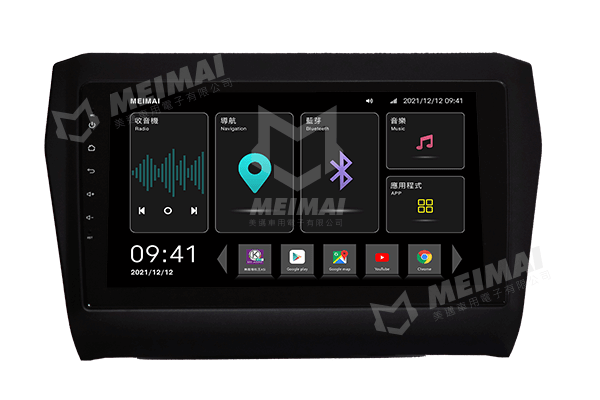 MEIMAI
2021/12/12 09:41
收音機
Radio
導航
Navigation
藍芽
Bluetooth
音樂
Music
應用程式
APP
09:41
2021/12/12
Google play
Google map
YouTube
Chrome
MEIMAI
美邁車用電子有限公司
MEIMAI
美邁車用電子有限公司
MEIMAI
美邁車用電子有限公司